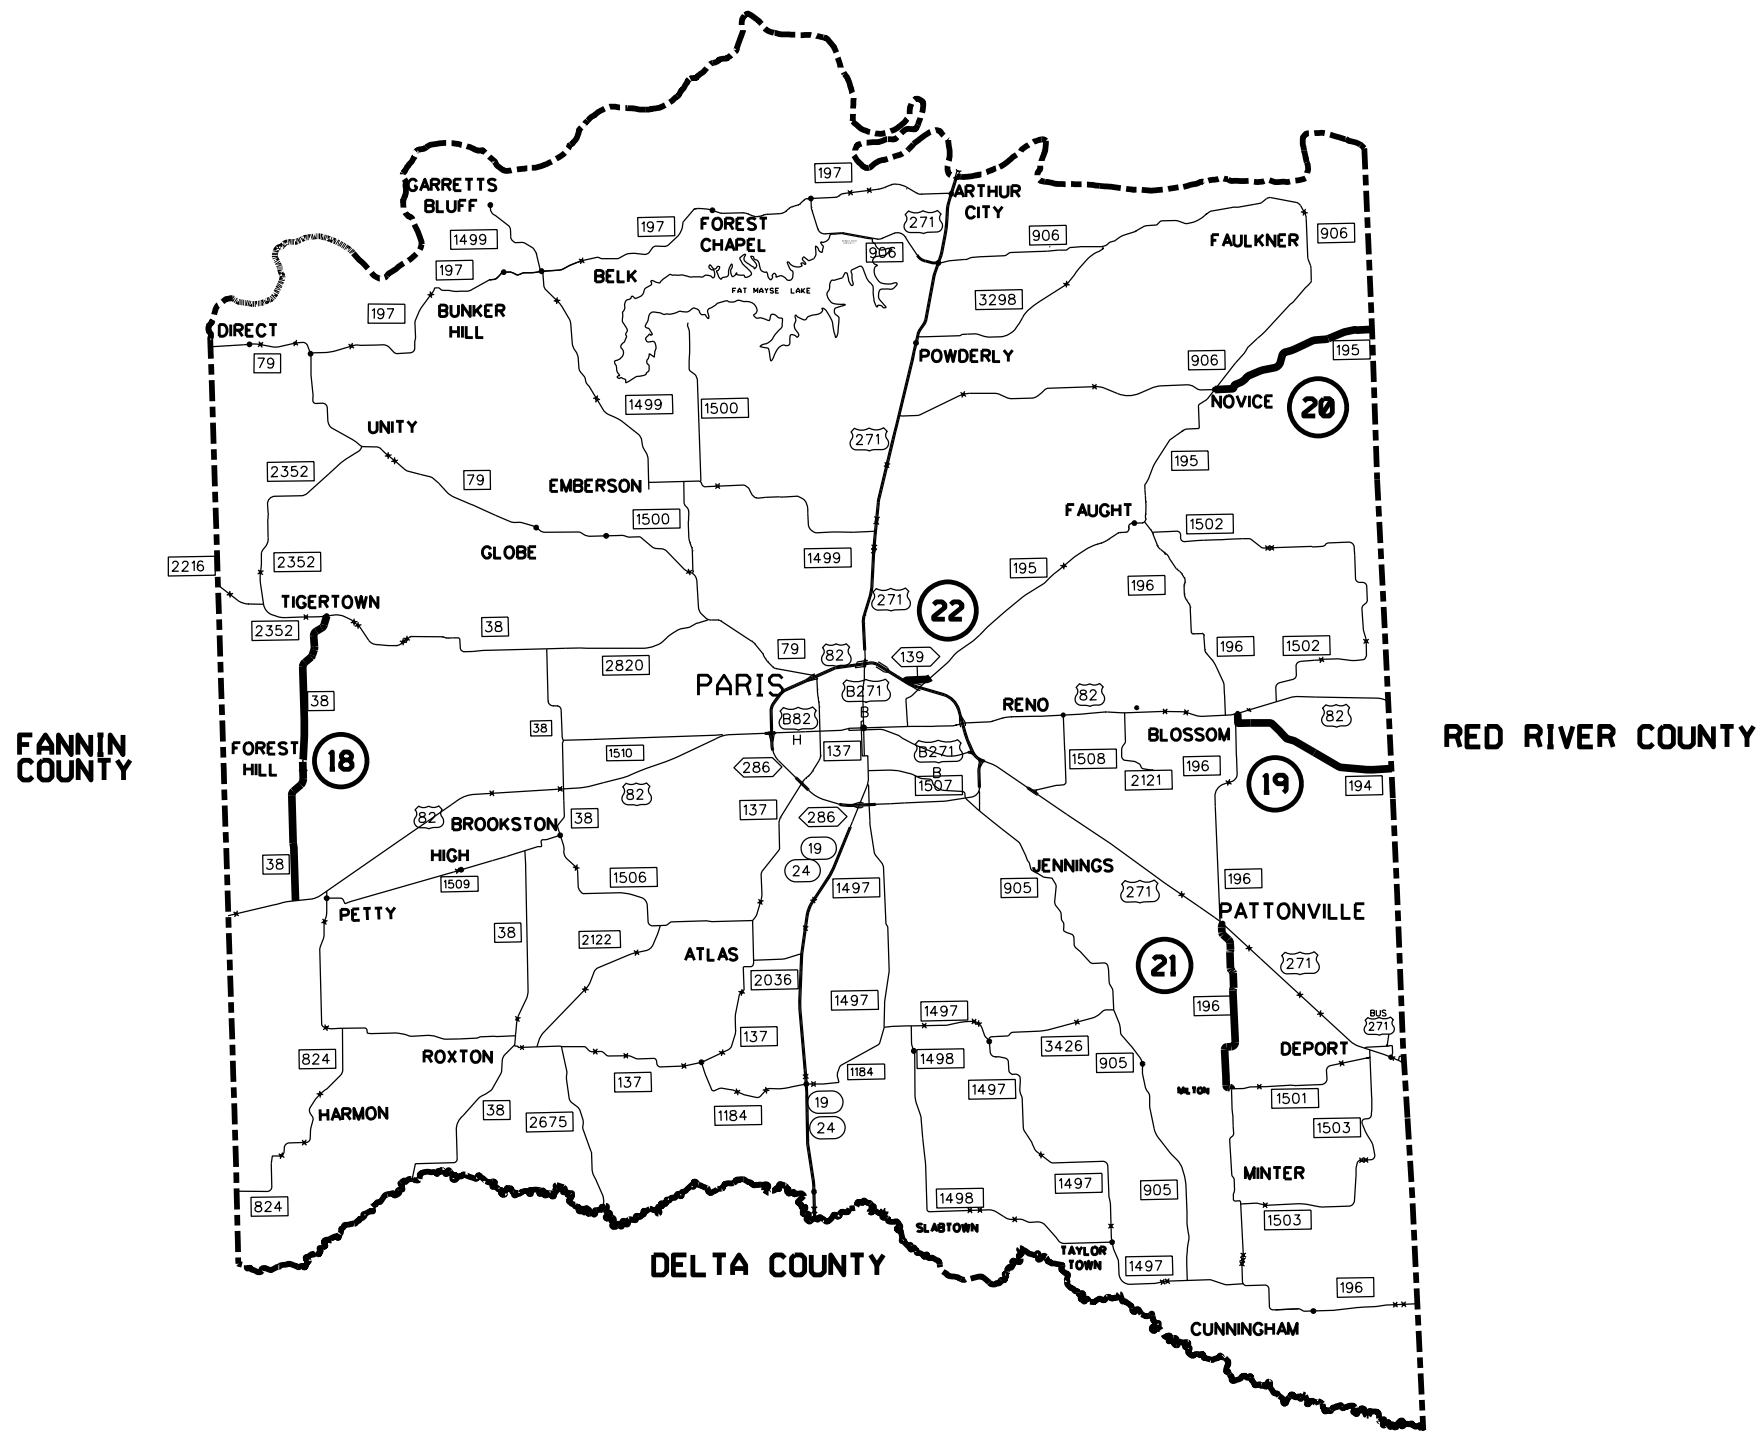 197
GARRETTS
BLUFF
ARTHUR
CITY
1499
197
FOREST
CHAPEL
271
906
906
FAULKNER
906
197
BELK
FAT MAYSE LAKE
197
BUNKER
HILL
3298
DIRECT
79
POWDERLY
906
195
NOVICE
20
1499
1500
UNITY
271
2352
79
EMBERSON
195
FAUGHT
1500
1502
GLOBE
1499
2216
2352
195
196
TIGERTOWN
271
22
2352
38
79
82
139
196
1502
2820
PARIS
B271
38
RENO
82
82
B82
B
BLOSSOM
FANNIN
COUNTY
FOREST
HILL
18
38
1510
H
137
B271
1508
196
RED RIVER COUNTY
286
B
1507
2121
19
194
82
82
137
286
BROOKSTON
38
HIGH
38
1509
1506
19
24
1497
905
JENNINGS
271
196
PETTY
PATTONVILLE
38
2122
ATLAS
2036
21
271
1497
1497
196
BUS
271
824
ROXTON
137
1498
3426
905
DEPORT
137
1184
1497
1501
HARMON
38
2675
1184
19
24
1503
MINTER
1497
905
824
1498
1503
SLABTOWN
DELTA COUNTY
TAYLOR
TOWN
1497
196
CUNNINGHAM